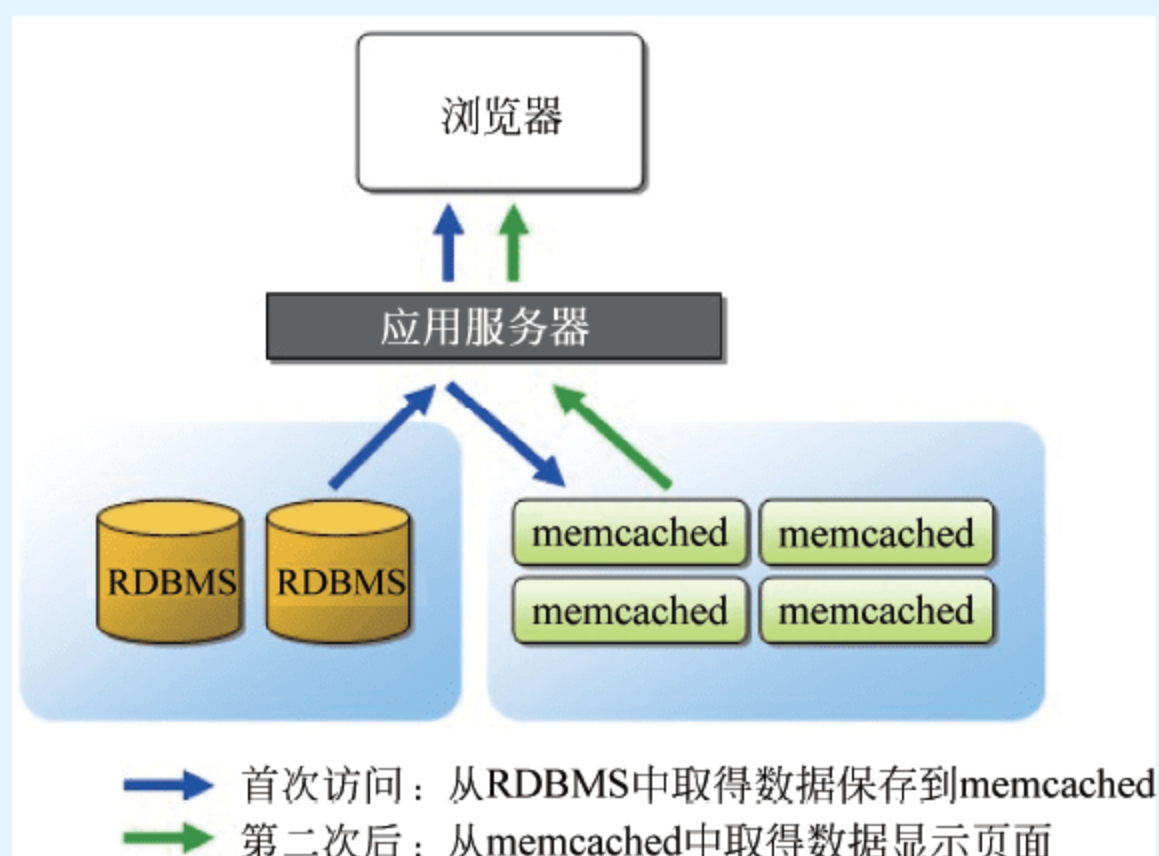 浏览器
应用服务器
RDBMS RDBMS
memcached memcached
memcached memcached
首次访问：从RDBMS中取得数据保存到memcached
第二次后：从memcached中取得数据显示页面